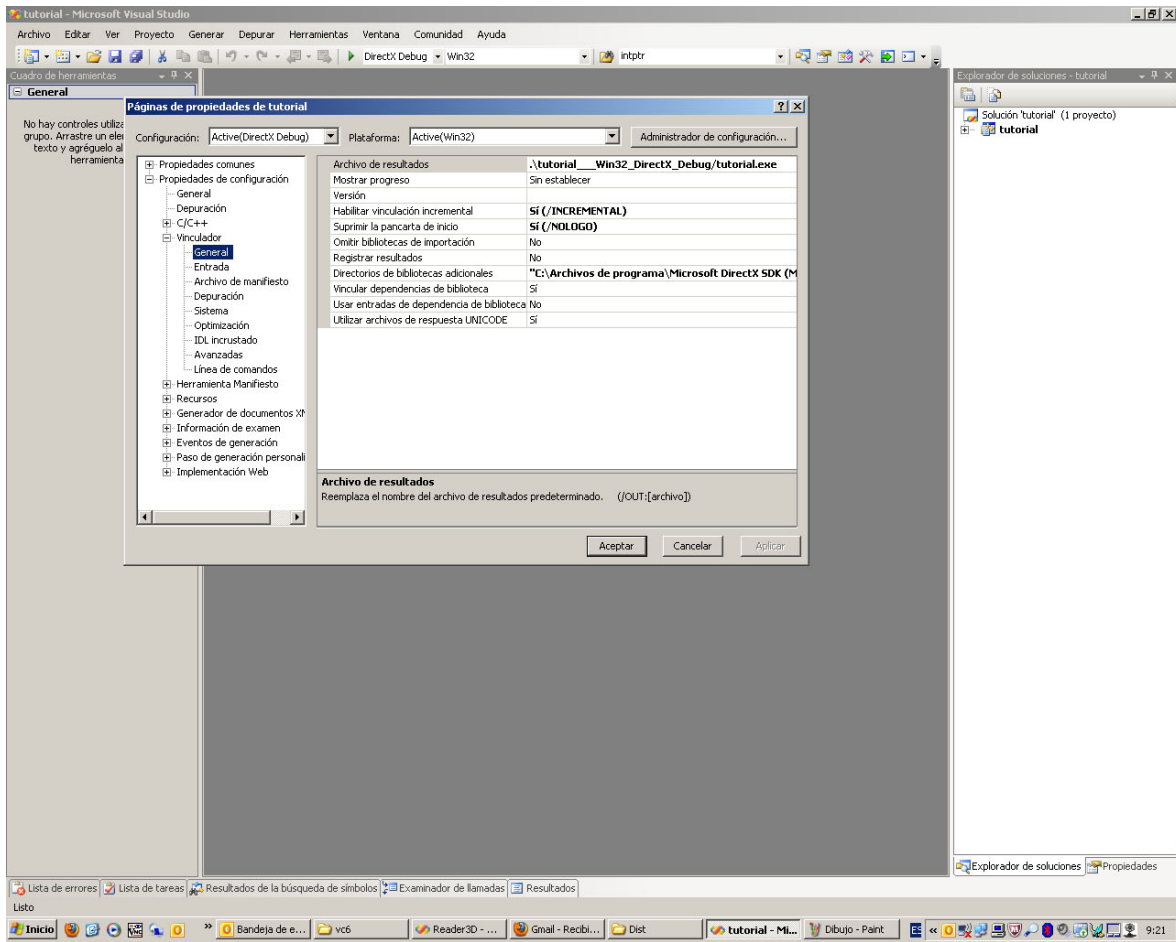 tutorial - Microsoft Visual Studio
Archivo Editar Ver Proyecto Generar Depurar Herramientas Ventana Comunidad Ayuda
DirectX Debug Win32 intptr
Cuadro de herramientas
General
No hay controles utiliza
grupo. Arrastre un eler
texto y agréguelo al
herramienta
Páginas de propiedades de tutorial
Configuración: Active(DirectX Debug) Plataforma: Active(Win32) Administrador de configuración...
Propiedades comunes
Propiedades de configuración
General
Depuración
C/C++
Vinculador
General
Entrada
Archivo de manifiesto
Depuración
Sistema
Optimización
IDL incrustado
Avanzadas
Línea de comandos
Herramienta Manifiesto
Recursos
Generador de documentos XM
Información de examen
Eventos de generación
Paso de generación personali
Implementación Web
Archivo de resultados .\tutorial___Win32_DirectX_Debug/tutorial.exe
Mostrar progreso Sin establecer
Versión
Habilitar vinculación incremental Sí (/INCREMENTAL)
Suprimir la pancarta de inicio Sí (/NOLOGO)
Omitir bibliotecas de importación No
Registrar resultados No
Directorios de bibliotecas adicionales "C:\Archivos de programa\Microsoft DirectX SDK (M
Vincular dependencias de biblioteca Sí
Usar entradas de dependencia de biblioteca No
Utilizar archivos de respuesta UNICODE Sí
Archivo de resultados
Reemplaza el nombre del archivo de resultados predeterminado. (/OUT:[archivo])
Aceptar Cancelar Aplicar
Explorador de soluciones - tutorial
Solución 'tutorial' (1 proyecto)
tutorial
Explorador de soluciones Propiedades
Lista de errores Lista de tareas Resultados de la búsqueda de símbolos Examinador de llamadas Resultados
Listo
Inicio » Bandeja de e... vc6 Reader3D - ... Gmail - Recibi... Dist tutorial - Mi... Dibujo - Paint ES « 9:21